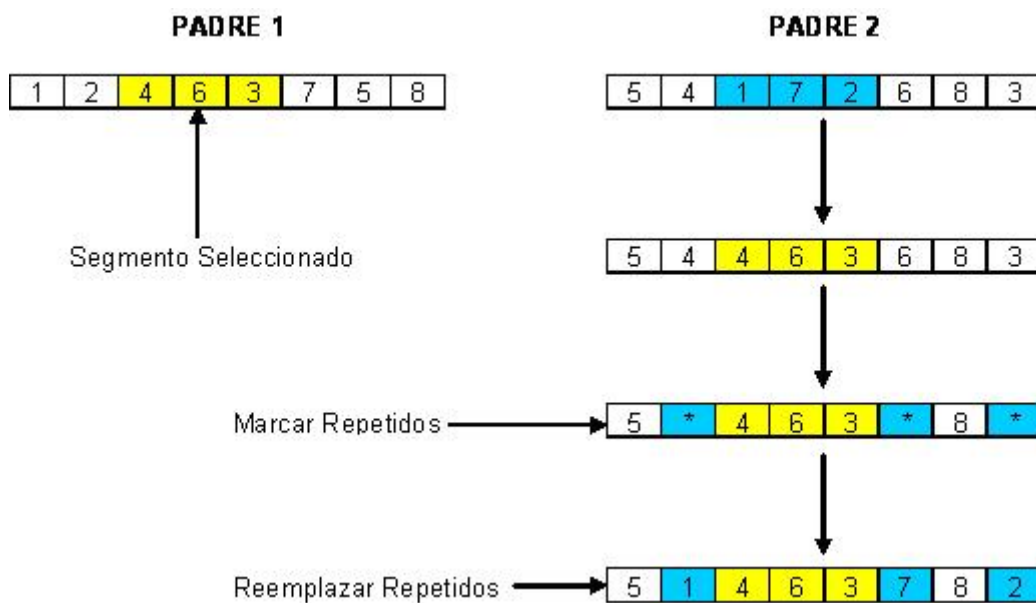 PADRE 1
PADRE 2
1 2 4 6 3 7 5 8
5 4 1 7 2 6 8 3
Segmento Seleccionado
5 4 4 6 3 6 8 3
Marcar Repetidos
5 * 4 6 3 * 8 *
Reemplazar Repetidos
5 1 4 6 3 7 8 2